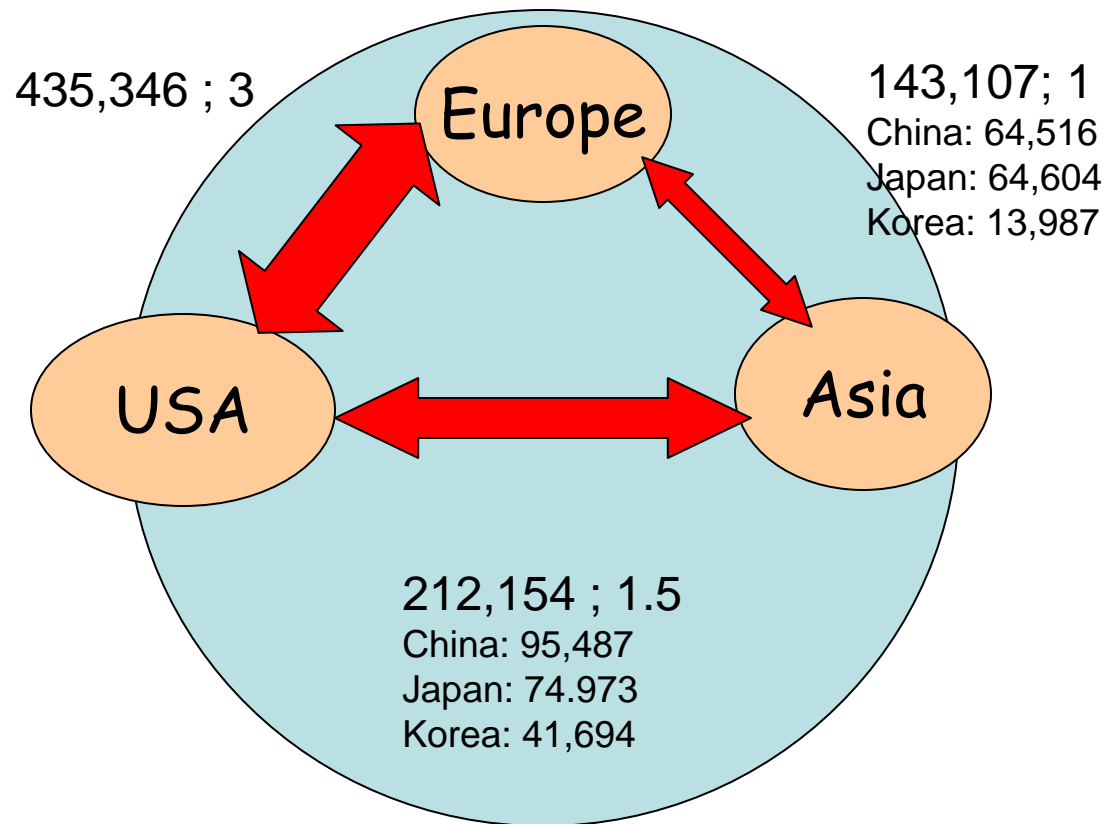 435,346 ; 3
Europe
143,107; 1
China: 64,516
Japan: 64,604
Korea: 13,987
USA
Asia
212,154 ; 1.5
China: 95,487
Japan: 74.973
Korea: 41,694